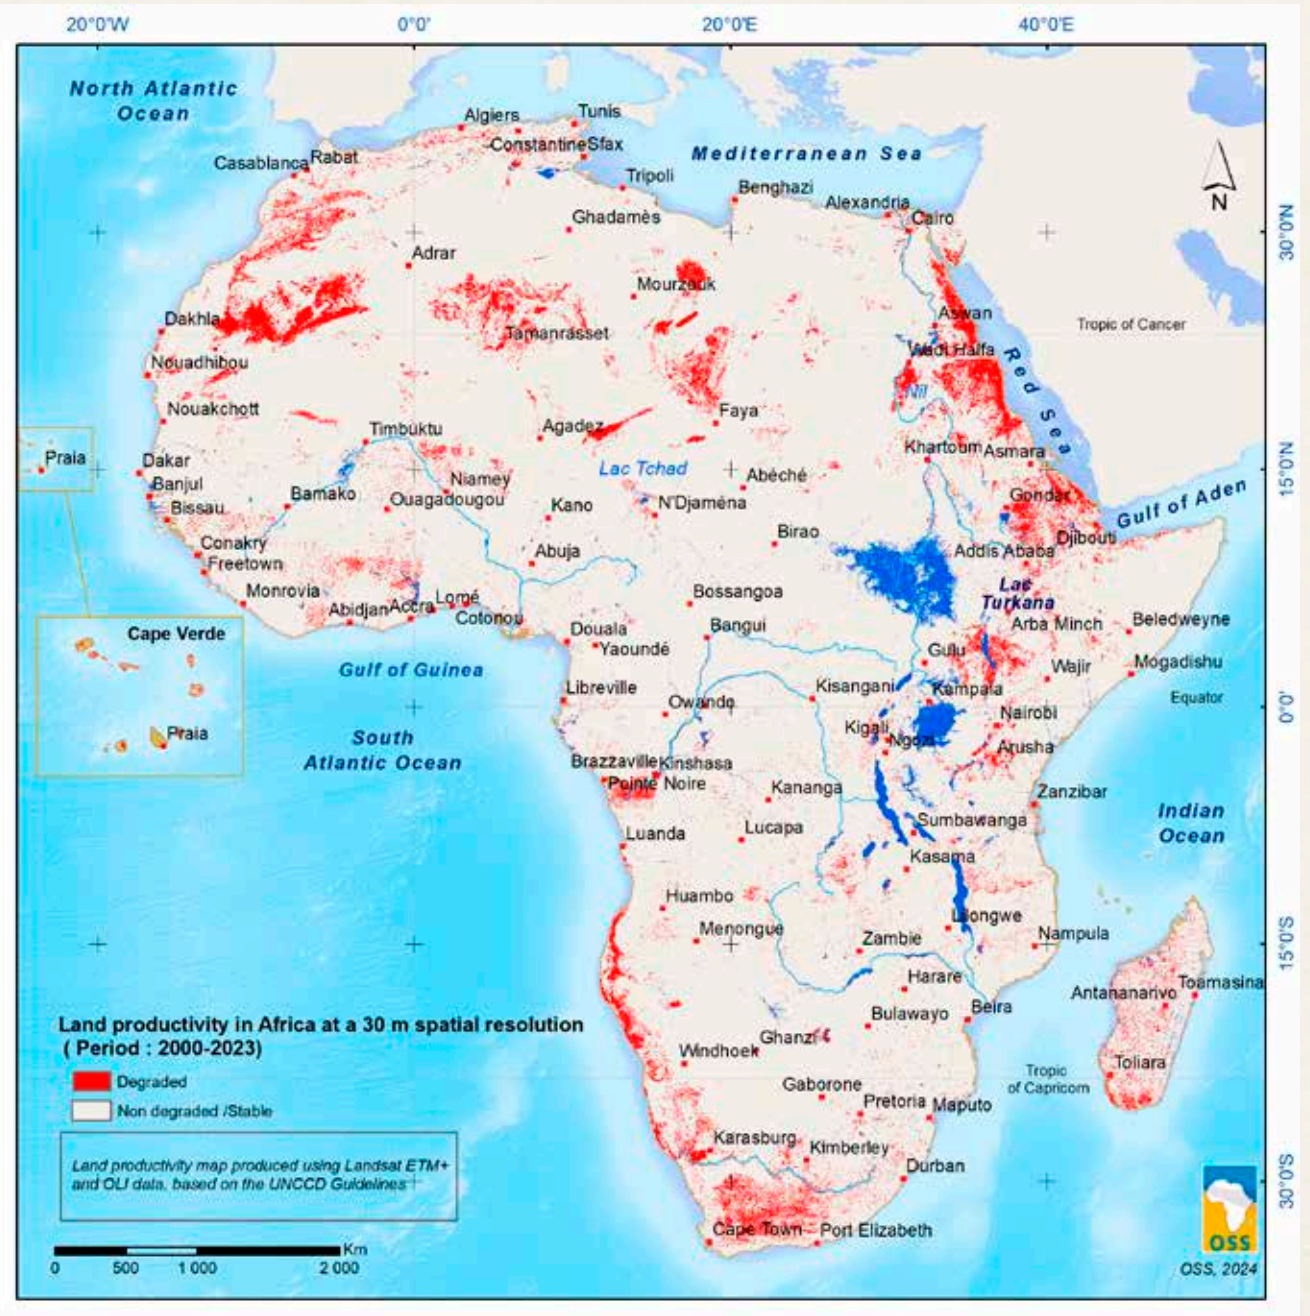 20°0'W 0°0' 20°0'E 40°0'E
North Atlantic
Ocean
Algiers
Tunis
Constantine
Sfax
Casablanca
Rabat
Mediterranean Sea
Tripoli
Benghazi
Alexandria
Cairo
N
Ghadamès
30°0'N
Adrar
Mourzouk
Dakhla
Tamanrasset
Aswan
Tropic of Cancer
Wadi Halfa
Red Sea
Nouadhibou
Nil
Nouakchott
Faya
Timbuktu
Agadez
Khartoum
Asmara
Praia
Dakar
Lac Tchad
Abéché
15°0'N
Banjul
Niamey
Bamako
Ouagadougou
Gondar
Gulf of Aden
Bissau
Kano
N'Djaména
Birao
Djibouti
Conakry
Abuja
Addis Ababa
Freetown
Monrovia
Bossangoa
Lac
Turkana
Abidjan
Accra
Lomé
Cotonou
Arba Minch
Beledweyne
Cape Verde
Douala
Bangui
Yaoundé
Gulu
Wajir
Mogadishu
Gulf of Guinea
Libreville
Kisangani
Kampala
Equator
Owando
0°0'
Praia
South
Atlantic Ocean
Kigali
Nairobi
Ngozi
Arusha
Brazzaville
Kinshasa
Pointe Noire
Kananga
Zanzibar
Indian
Ocean
Luanda
Lucapa
Sumbawanga
Kasama
Huambo
Lilongwe
Menongue
Zambie
Nampula
15°0'S
Harare
Antananarivo
Toamasina
Bulawayo
Beira
Land productivity in Africa at a 30 m spatial resolution
( Period : 2000-2023)
Ghanzi
Windhoek
Toliara
Tropic
of Capricorn
Degraded
Gaborone
Non degraded /Stable
Pretoria
Maputo
Karasburg
Kimberley
Land productivity map produced using Landsat ETM+
and OLI data, based on the UNCCD Guidelines
Durban
30°0'S
Cape Town
Port Elizabeth
OSS
Km
0 500 1 000 2 000
OSS, 2024